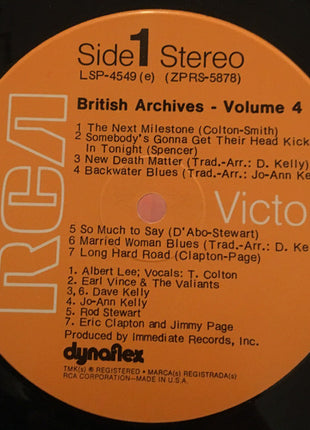 Side 1 Stereo
LSP-4549 (e) (ZPRS-5878)
British Archives - Volume 4
1 The Next Milestone (Colton-Smith)
2 Somebody's Gonna Get Their Head Kick
In Tonight (Spencer)
3 New Death Matter (Trad.-Arr.: D. Kelly)
4 Backwater Blues (Trad.-Arr.: Jo-Ann Ke
RCA
Victo
5 So Much to Say (D'Abo-Stewart)
6 Married Woman Blues (Trad.-Arr.: D. Ke
7 Long Hard Road (Clapton-Page)
1. Albert Lee; Vocals: T. Colton
2. Earl Vince & The Valiants
3, 6. Dave Kelly
4. Jo-Ann Kelly
5. Rod Stewart
7. Eric Clapton and Jimmy Page
Produced by Immediate Records, Inc.
dynaflex
TMK(s) ® REGISTERED • MARCA(s) REGISTRADA(s)
RCA CORPORATION—MADE IN U.S.A.